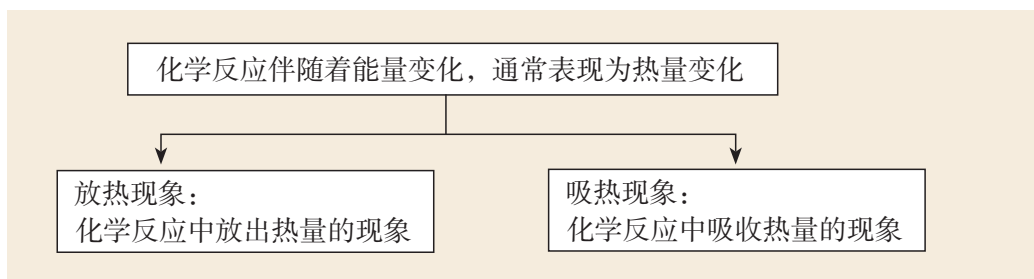 化学反应伴随着能量变化，通常表现为热量变化
放热现象：
化学反应中放出热量的现象
吸热现象：
化学反应中吸收热量的现象